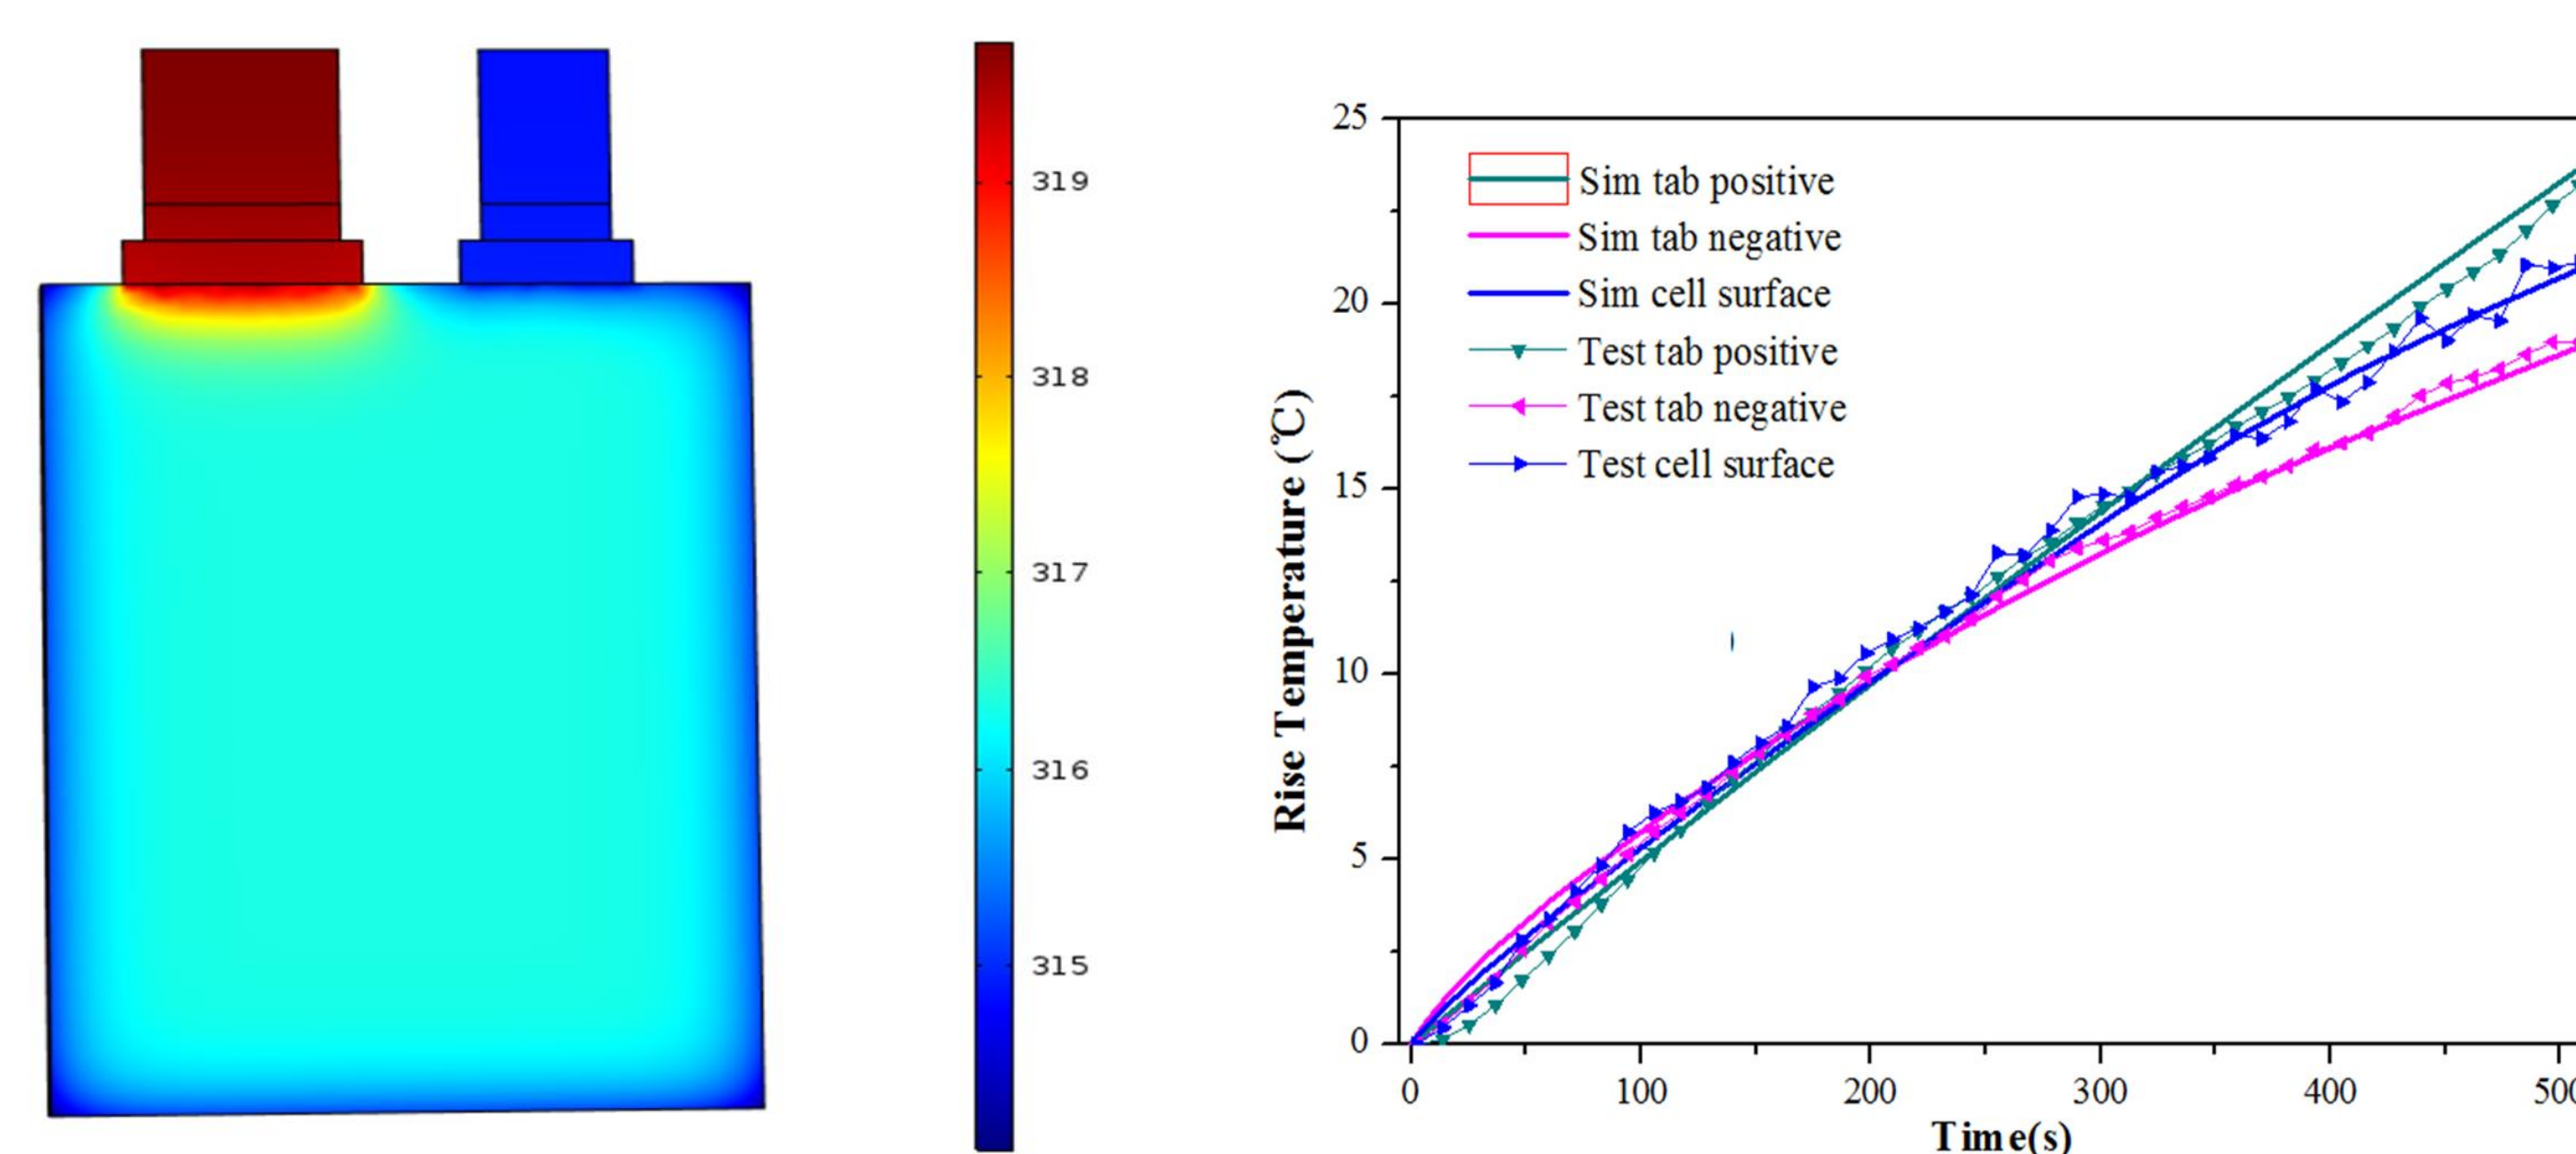 319
318
317
316
315
Rise Temperature (℃)
25
20
15
10
5
0
Sim tab positive
Sim tab negative
Sim cell surface
Test tab positive
Test tab negative
Test cell surface
0 100 200 300 400
Time(s)